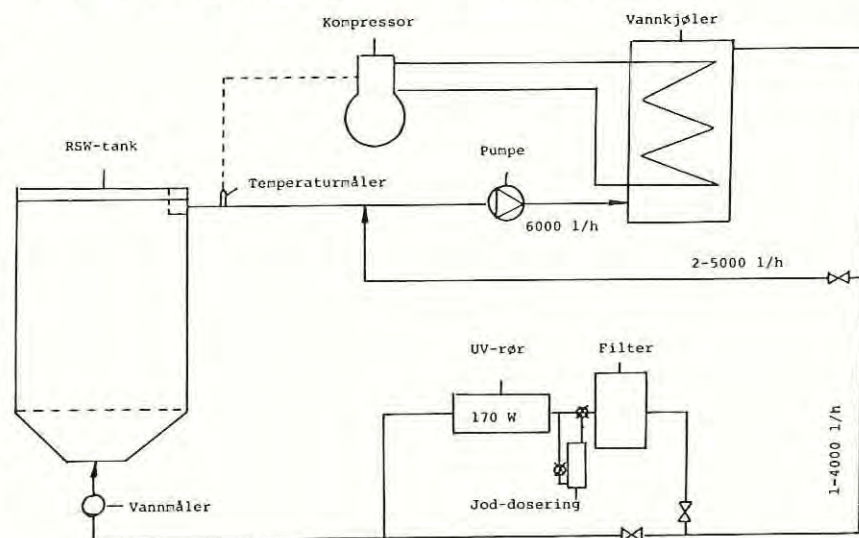 Kompressor
Vannkjøler
RSW-tank
Pumpe
Temperaturmåler
6000 l/h
2-5000 l/h
UV-rør
Filter
170 W
1-4000 l/h
Vannmåler
Jod-dosering